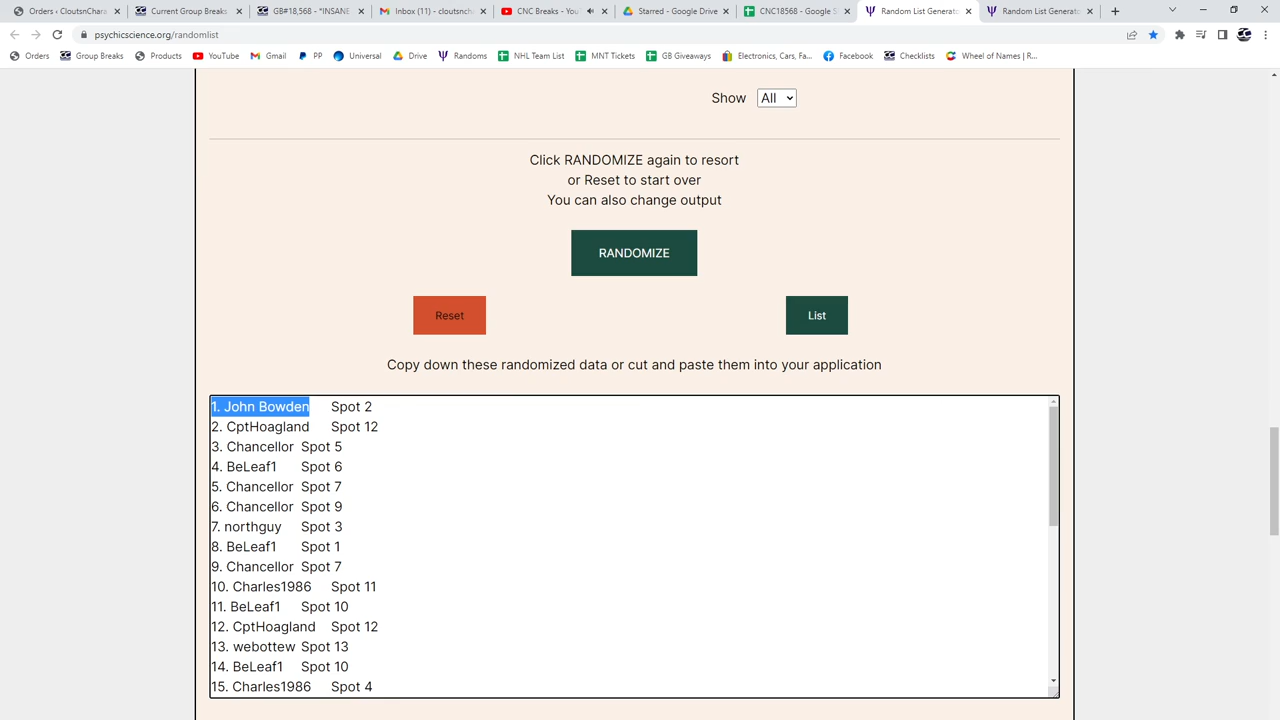 Orders ‹ CloutsnChara
Current Group Breaks
GB#18,568 - *INSANE
Inbox (11) - cloutsnch
CNC Breaks - You
Starred - Google Drive
CNC18568 - Google S
Random List Generato
Random List Generato
psychicscience.org/randomlist
Orders
Group Breaks
Products
YouTube
Gmail
PP
Universal
Drive
Randoms
NHL Team List
MNT Tickets
GB Giveaways
Electronics, Cars, Fa...
Facebook
Checklists
Wheel of Names | R...
Show All
Click RANDOMIZE again to resort
or Reset to start over
You can also change output
RANDOMIZE
Reset
List
Copy down these randomized data or cut and paste them into your application
1. John Bowden Spot 2
2. CptHoagland Spot 12
3. Chancellor Spot 5
4. BeLeaf1 Spot 6
5. Chancellor Spot 7
6. Chancellor Spot 9
7. northguy Spot 3
8. BeLeaf1 Spot 1
9. Chancellor Spot 7
10. Charles1986 Spot 11
11. BeLeaf1 Spot 10
12. CptHoagland Spot 12
13. webottew Spot 13
14. BeLeaf1 Spot 10
15. Charles1986 Spot 4